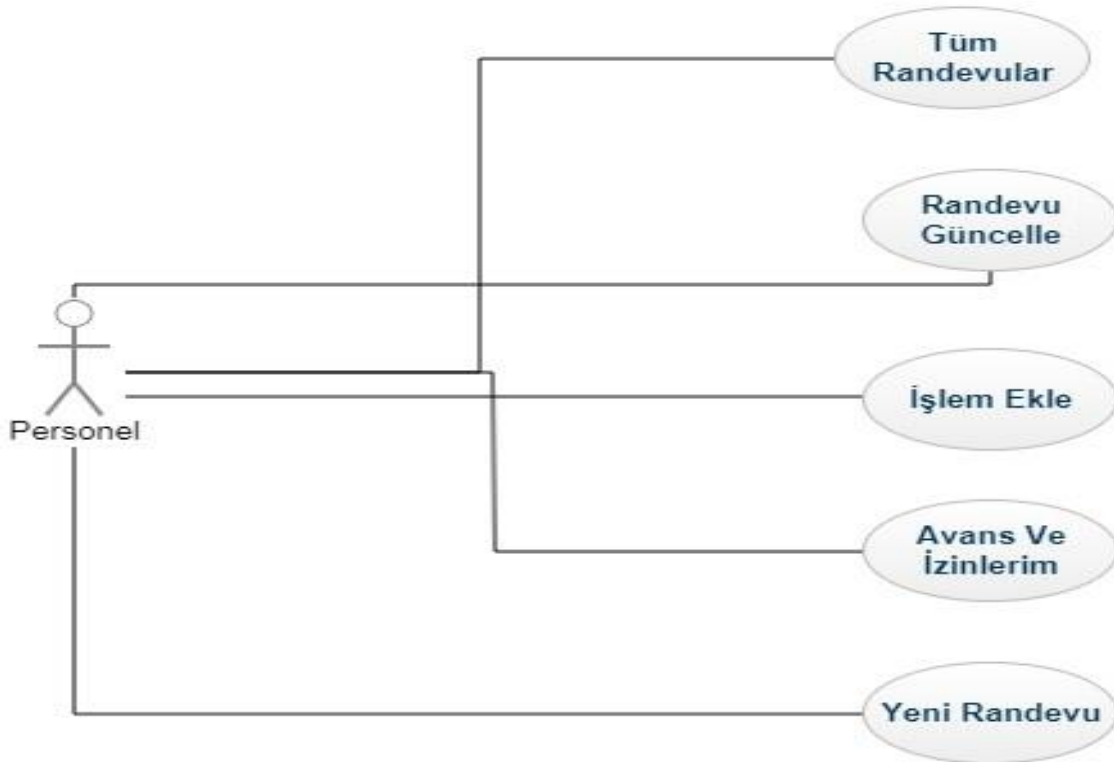 Tüm
Randevular
Randevu
Güncelle
Personel
İşlem Ekle
Avans Ve
İzinlerim
Yeni Randevu